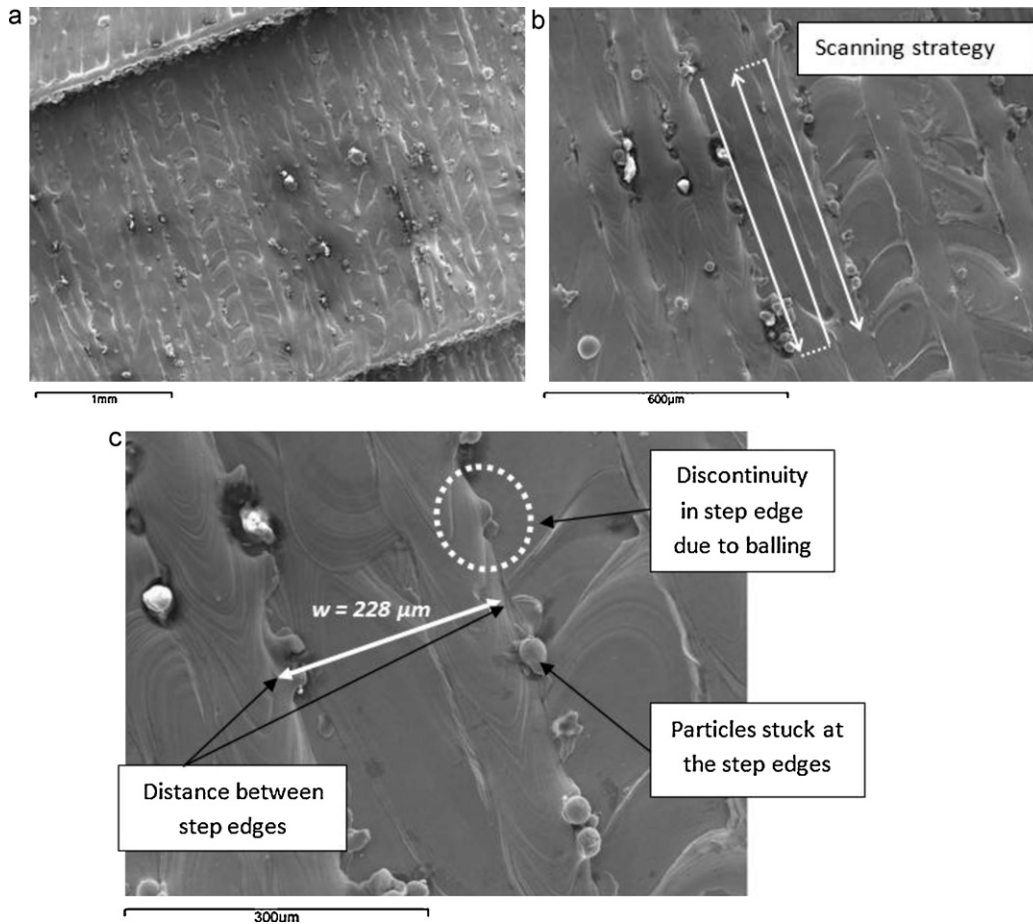 a
b
Scanning strategy
1mm
600µm
c
Discontinuity
in step edge
due to balling
w = 228 µm
Particles stuck at
the step edges
Distance between
step edges
300µm